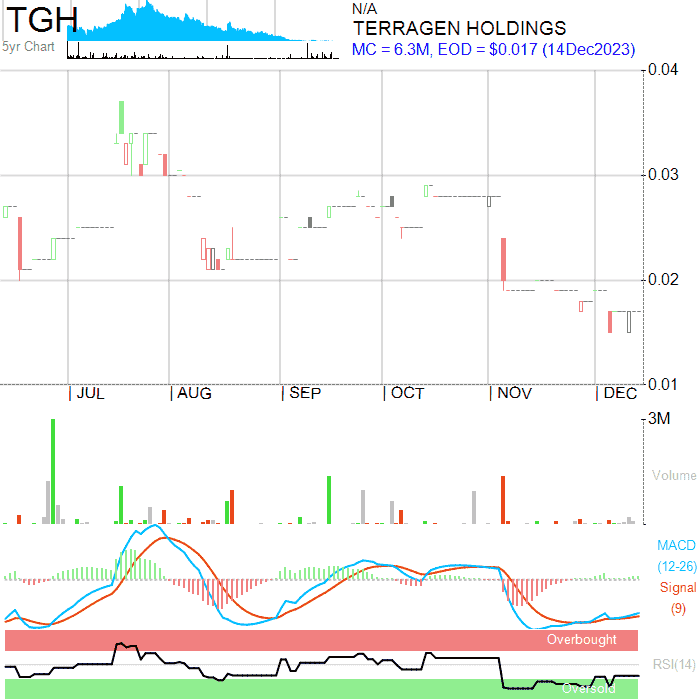 TGH
5yr Chart
N/A
TERRAGEN HOLDINGS
MC = 6.3M, EOD = $0.017 (14Dec2023)
0.04
0.03
0.02
0.01
JUL AUG SEP OCT NOV DEC
3M
Volume
MACD
(12-26)
Signal
(9)
Overbought
RSI(14)
Oversold